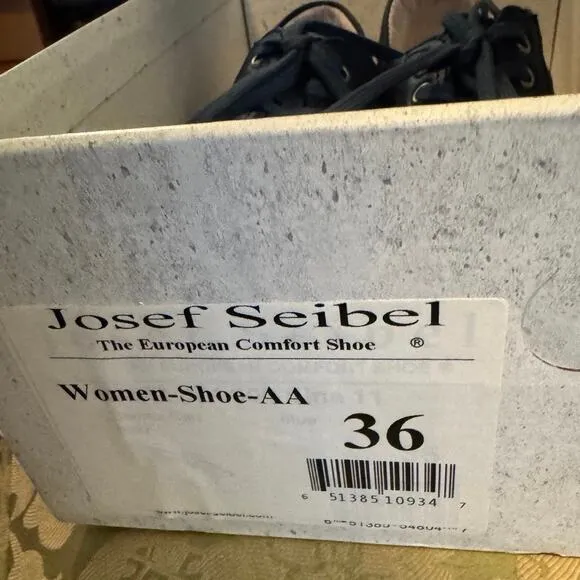 Josef Seibel
The European Comfort Shoe ®
Women-Shoe-AA
36
6 51385 10934 7